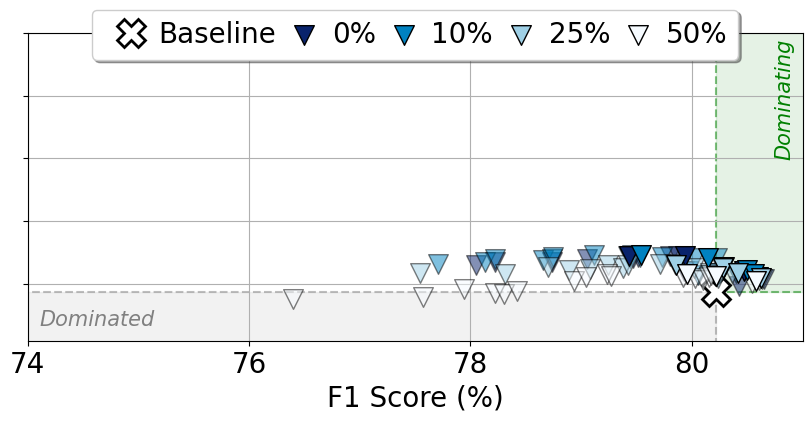 Baseline 0% 10% 25% 50%
Dominating
Dominated
74 76 78 80
F1 Score (%)